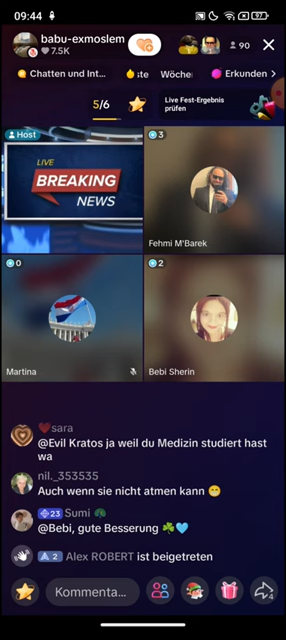 09:44
97
babu-exmoslem
7.5K
90
Chatten und Int...
ste
Wöche
Erkunden
5/6
Live Fest-Ergebnis
prüfen
Host
LIVE
BREAKING
NEWS
3
Fehmi M'Barek
0
Martina
2
Bebi Sherin
sara
@Evil Kratos ja weil du Medizin studiert hast
wa
nil._353535
Auch wenn sie nicht atmen kann 😁
23 Sumi
@Bebi, gute Besserung ☘️🩵
2 Alex ROBERT ist beigetreten
Kommenta...
4